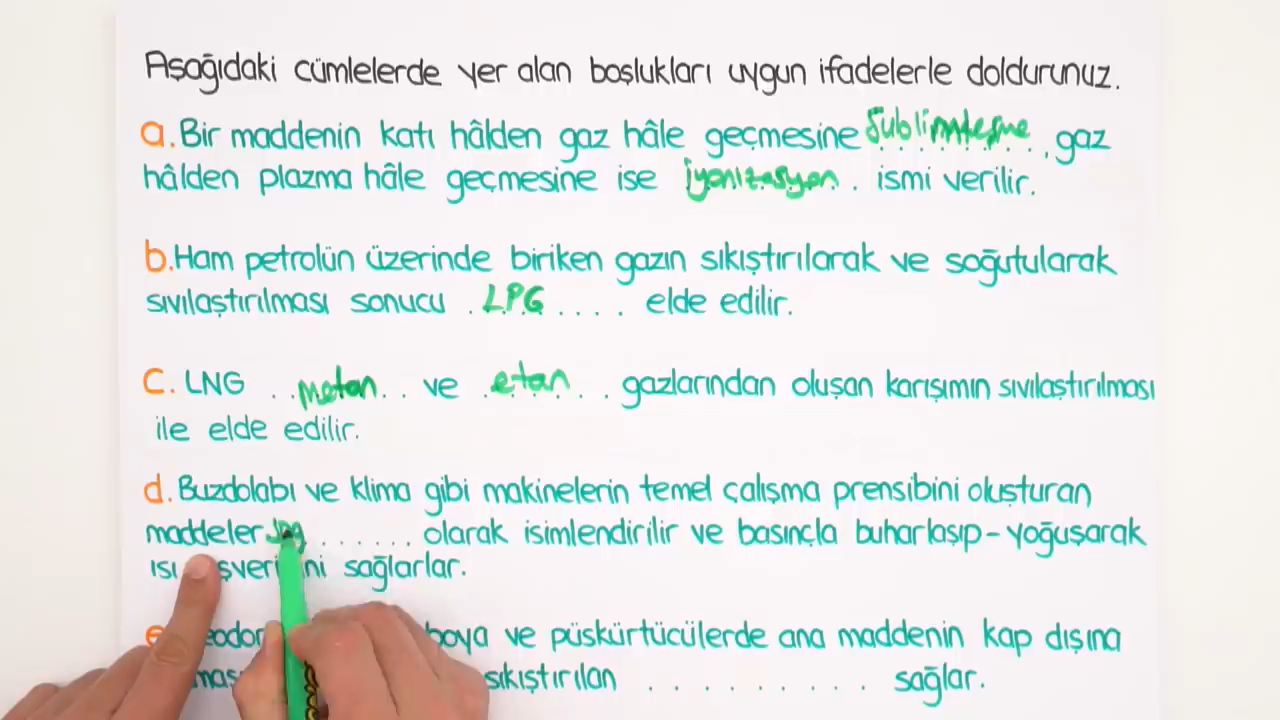 Aşağıdaki cümlelerde yer alan boşlukları uygun ifadelerle doldurunuz.
a. Bir maddenin katı hâlden gaz hâle geçmesine süblimleşme, gaz
hâlden plazma hâle geçmesine ise iyonizasyon . ismi verilir.
b. Ham petrolün üzerinde biriken gazın sıkıştırılarak ve soğutularak
sıvılaştırılması sonucu . LPG . . . . elde edilir.
c. LNG . . metan . . ve . etan . . . gazlarından oluşan karışımın sıvılaştırılması
ile elde edilir.
d. Buzdolabı ve klima gibi makinelerin temel çalışma prensibini oluşturan
maddeler . . . . . . olarak isimlendirilir ve basınçla buharlaşıp - yoğuşarak
ısı sağlarlar.
boya ve püskürtücülerde ana maddenin kap dışına
sıkıştırılan . . . . . . . . . sağlar.